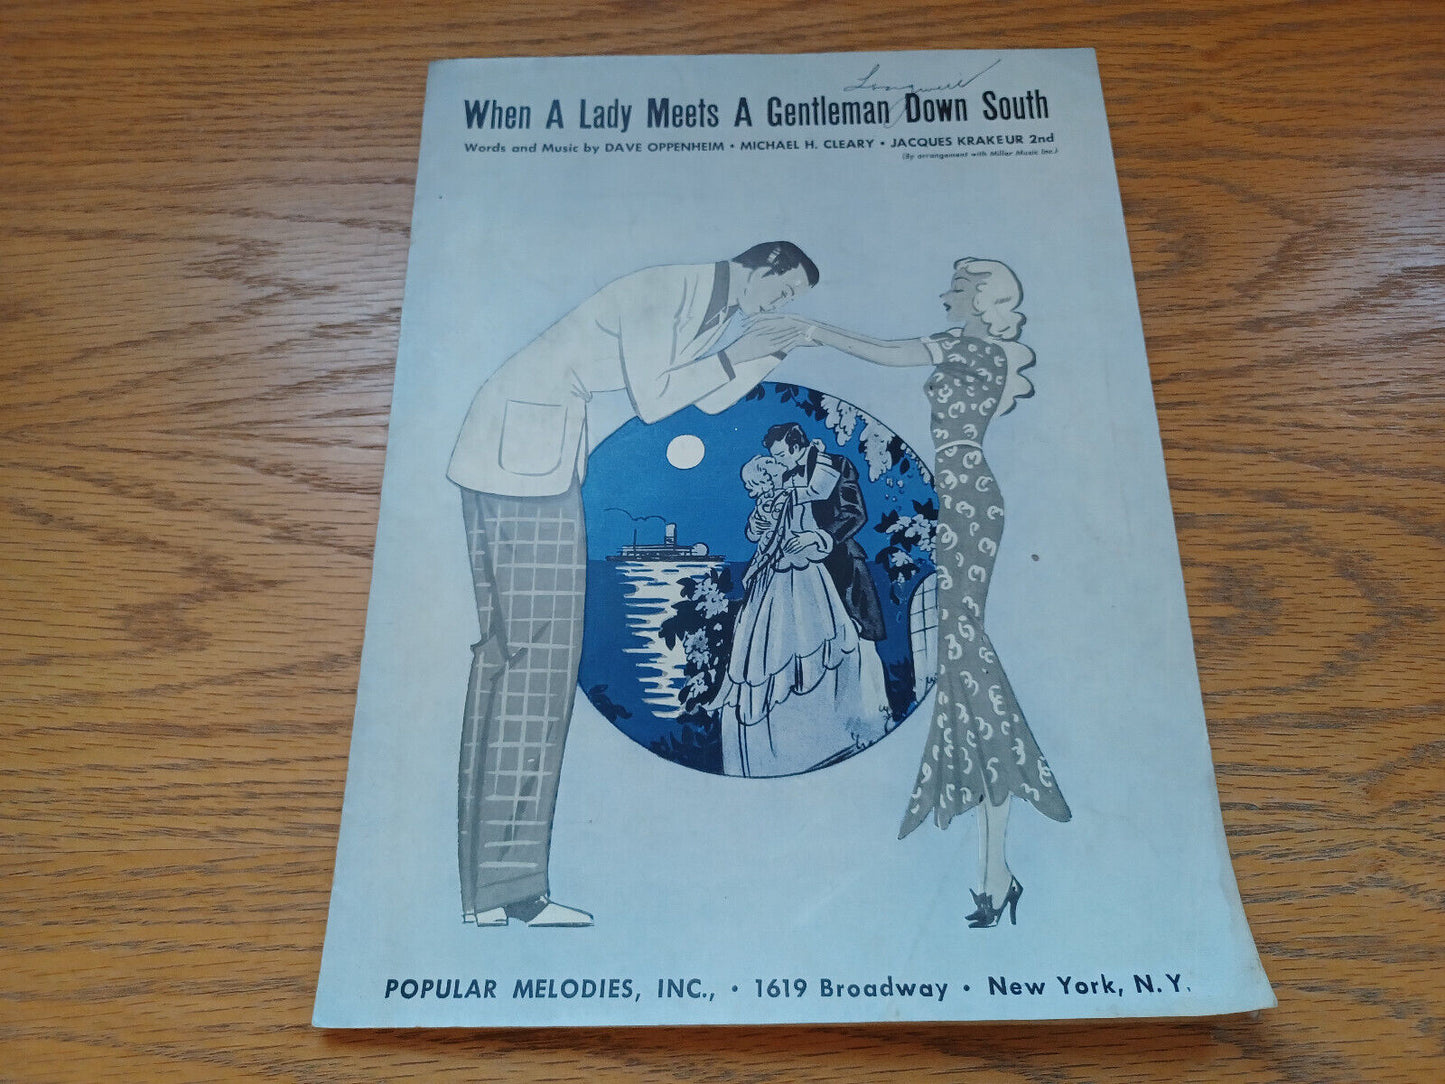 When A Lady Meets A Gentleman Down South
Words and Music by DAVE OPPENHEIM • MICHAEL H. CLEARY • JACQUES KRAKEUR 2nd
(By arrangement with Miller Music Inc.)
POPULAR MELODIES, INC., • 1619 Broadway • New York, N.Y.